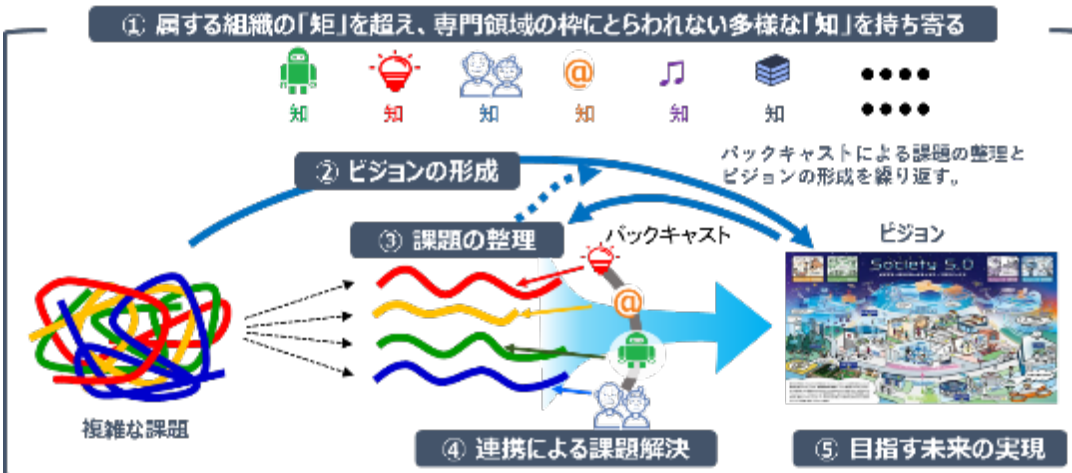 ① 属する組織の「矩」を超え、専門領域の枠にとらわれない多様な「知」を持ち寄る
@
知 知 知 知 知 知
② ビジョンの形成
バックキャストによる課題の整理と
ビジョンの形成を繰り返す。
③ 課題の整理
バックキャスト
ビジョン
Society 5.0
@
複雑な課題
④ 連携による課題解決
⑤ 目指す未来の実現